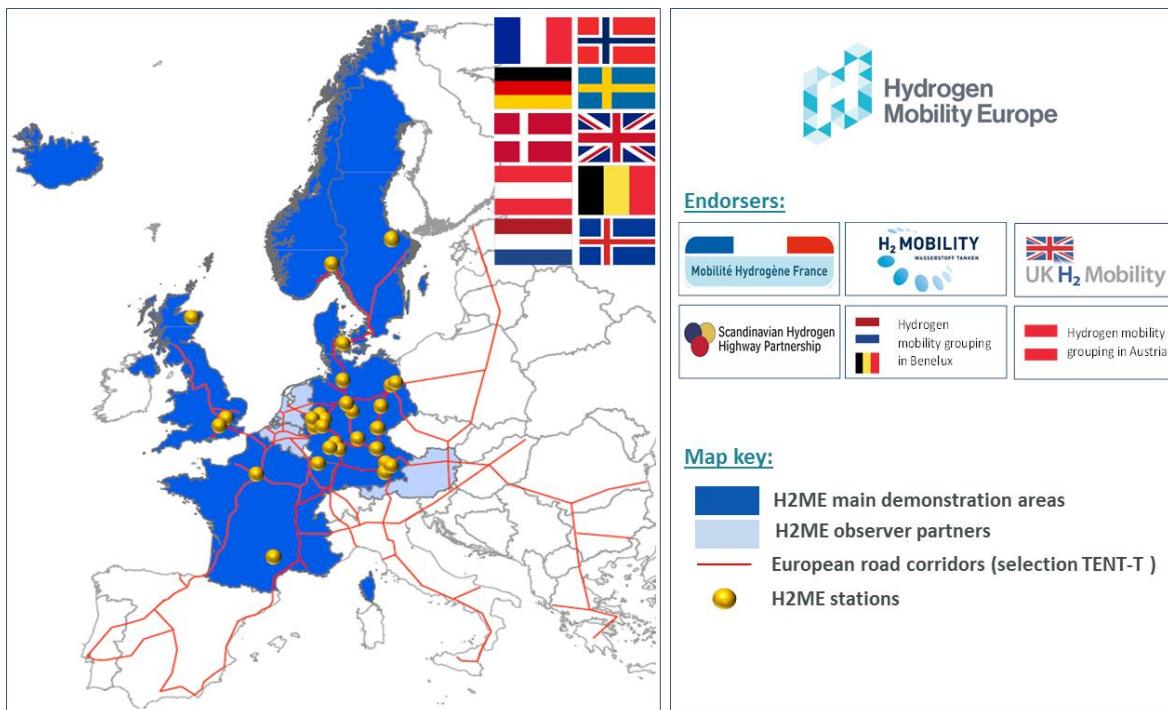 Hydrogen
Mobility Europe
Endorsers:
Mobilité Hydrogène France
H2 MOBILITY
WASSERSTOFF TANKEN
UK H2 Mobility
Scandinavian Hydrogen
Highway Partnership
Hydrogen
mobility grouping
in Benelux
Hydrogen mobility
grouping in Austria
Map key:
H2ME main demonstration areas
H2ME observer partners
European road corridors (selection TENT-T )
H2ME stations